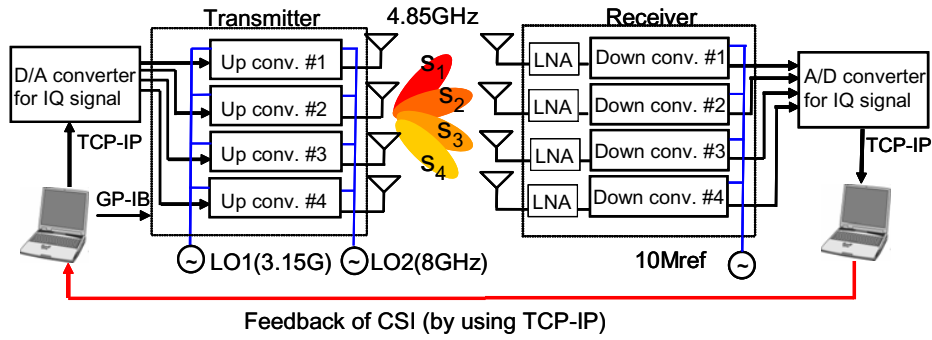 Transmitter
4.85GHz
Receiver
D/A converter
for IQ signal
Up conv. #1
Up conv. #2
Up conv. #3
Up conv. #4
S1
S2
S3
S4
LNA
LNA
LNA
LNA
Down conv. #1
Down conv. #2
Down conv. #3
Down conv. #4
A/D converter
for IQ signal
TCP-IP
TCP-IP
GP-IB
~
LO1(3.15G)
~
LO2(8GHz)
10Mref
~
Feedback of CSI (by using TCP-IP)